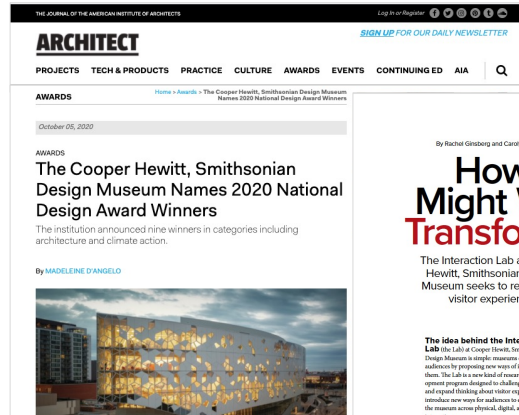 THE JOURNAL OF THE AMERICAN INSTITUTE OF ARCHITECTS
Log In or Register
ARCHITECT
SIGN UP FOR OUR DAILY NEWSLETTER
PROJECTS TECH & PRODUCTS PRACTICE CULTURE AWARDS EVENTS CONTINUING ED AIA
AWARDS
Home » Awards > The Cooper Hewitt, Smithsonian Design Museum
Names 2020 National Design Award Winners
October 05, 2020
AWARDS
The Cooper Hewitt, Smithsonian
Design Museum Names 2020 National
Design Award Winners
The institution announced nine winners in categories including
architecture and climate action.
By MADELEINE D'ANGELO
By Rachel Ginsberg and Carol
How
Might
Transfo
The Interaction Lab a
Hewitt, Smithsonian
Museum seeks to re
visitor experien
The idea behind the Inte
Lab (the Lab) at Cooper Hewitt, Sm
Design Museum is simple: museums
audiences by proposing new ways of i
them. The Lab is a new kind of resear
opment program designed to challeng
and expand thinking about visitor exp
introduce new ways for audiences to
the museum across physical, digital, a